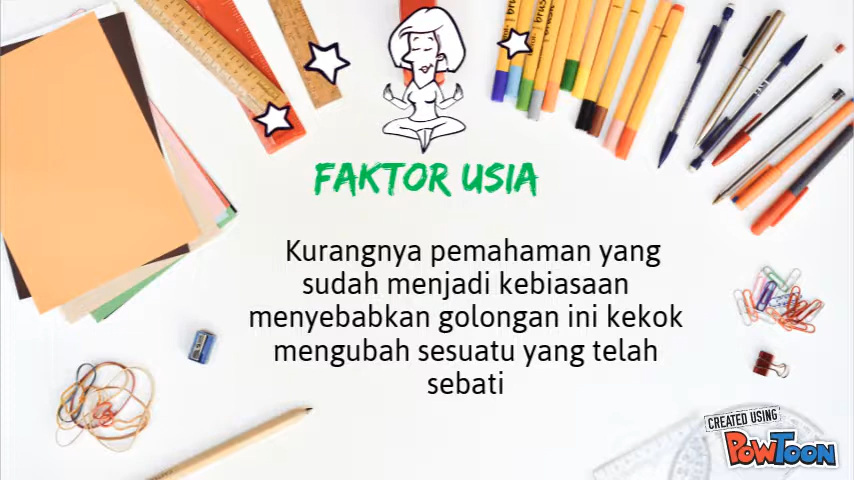 FAKTOR USIA
Kurangnya pemahaman yang
sudah menjadi kebiasaan
menyebabkan golongan ini kekok
mengubah sesuatu yang telah
sebati
CREATED USING
POWTOON